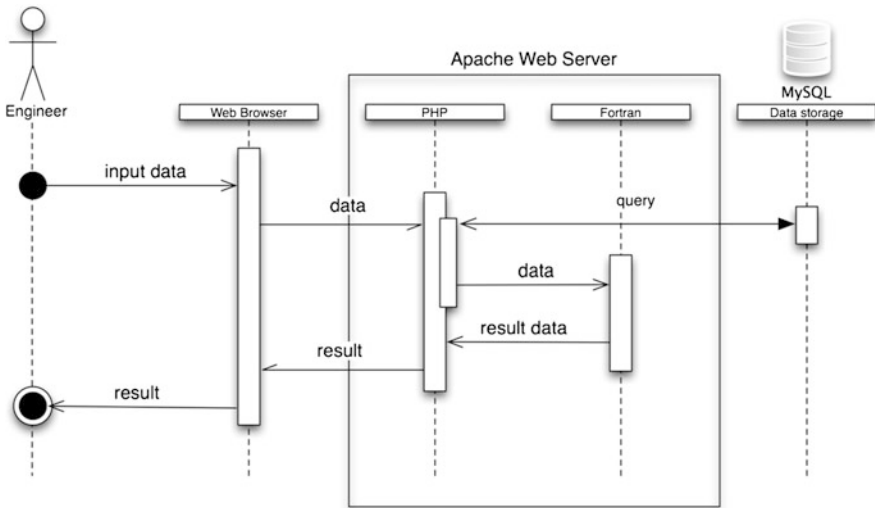 Apache Web Server
MySQL
Engineer
Web Browser
PHP
Fortran
Data storage
input data
data
query
data
result data
result
result